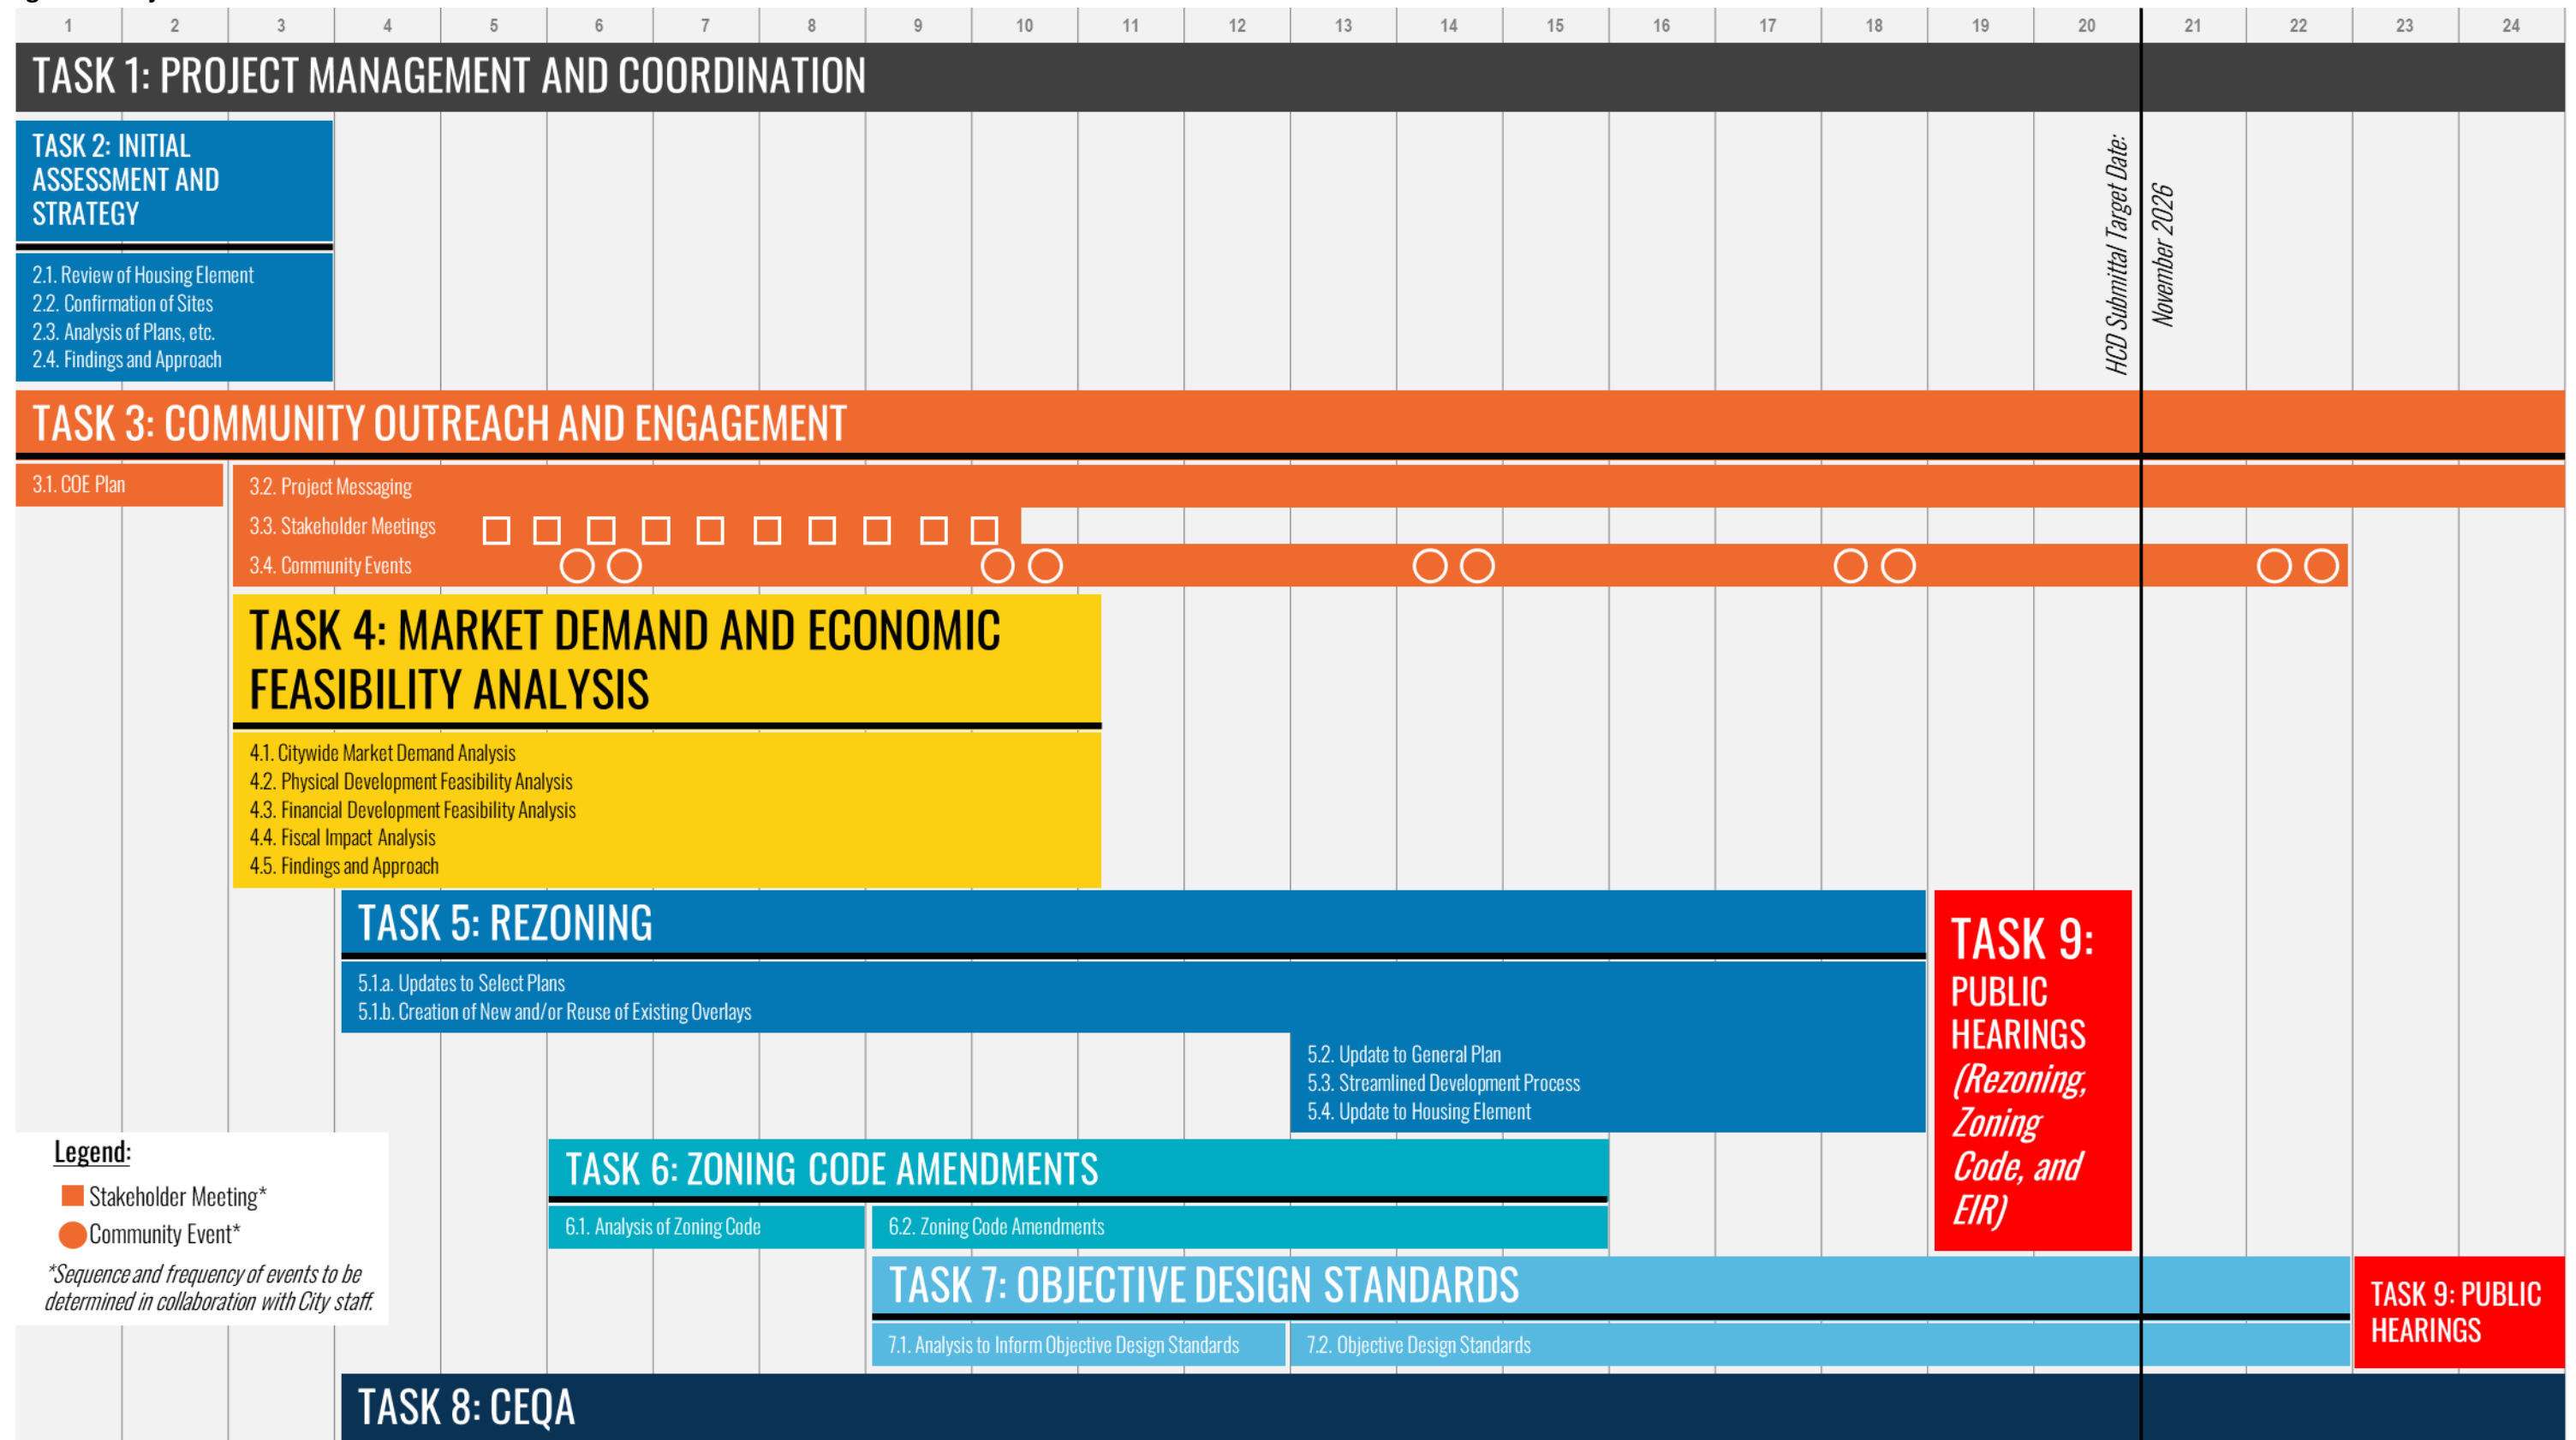 1 2 3 4 5 6 7 8 9 10 11 12 13 14 15 16 17 18 19 20 21 22 23 24
TASK 1: PROJECT MANAGEMENT AND COORDINATION
TASK 2: INITIAL
ASSESSMENT AND
STRATEGY
2.1. Review of Housing Element
2.2. Confirmation of Sites
2.3. Analysis of Plans, etc.
2.4. Findings and Approach
HCD Submittal Target Date:
November 2026
TASK 3: COMMUNITY OUTREACH AND ENGAGEMENT
3.1. COE Plan
3.2. Project Messaging
3.3. Stakeholder Meetings
3.4. Community Events
TASK 4: MARKET DEMAND AND ECONOMIC
FEASIBILITY ANALYSIS
4.1. Citywide Market Demand Analysis
4.2. Physical Development Feasibility Analysis
4.3. Financial Development Feasibility Analysis
4.4. Fiscal Impact Analysis
4.5. Findings and Approach
TASK 5: REZONING
5.1.a. Updates to Select Plans
5.1.b. Creation of New and/or Reuse of Existing Overlays
5.2. Update to General Plan
5.3. Streamlined Development Process
5.4. Update to Housing Element
TASK 9:
PUBLIC
HEARINGS
(Rezoning,
Zoning
Code, and
EIR)
Legend:
Stakeholder Meeting*
Community Event*
*Sequence and frequency of events to be
determined in collaboration with City staff.
TASK 6: ZONING CODE AMENDMENTS
6.1. Analysis of Zoning Code
6.2. Zoning Code Amendments
TASK 7: OBJECTIVE DESIGN STANDARDS
7.1. Analysis to Inform Objective Design Standards
7.2. Objective Design Standards
TASK 9: PUBLIC
HEARINGS
TASK 8: CEQA